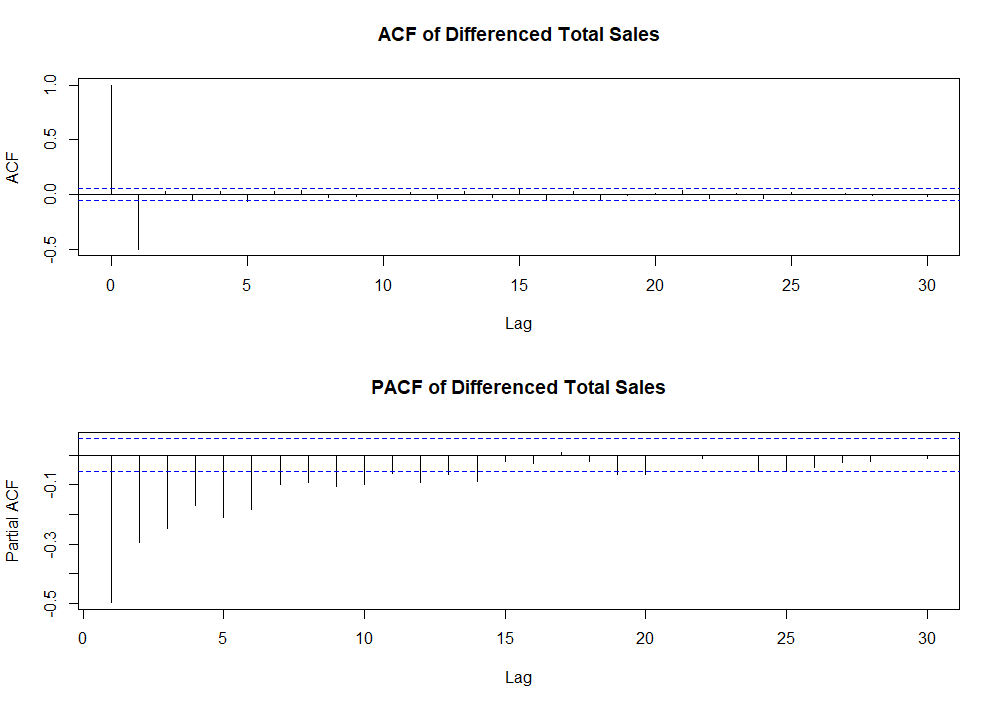 ACF of Differenced Total Sales
ACF
1.0
0.5
0.0
-0.5
0 5 10 15 20 25 30
Lag
PACF of Differenced Total Sales
Partial ACF
-0.1
-0.3
-0.5
0 5 10 15 20 25 30
Lag